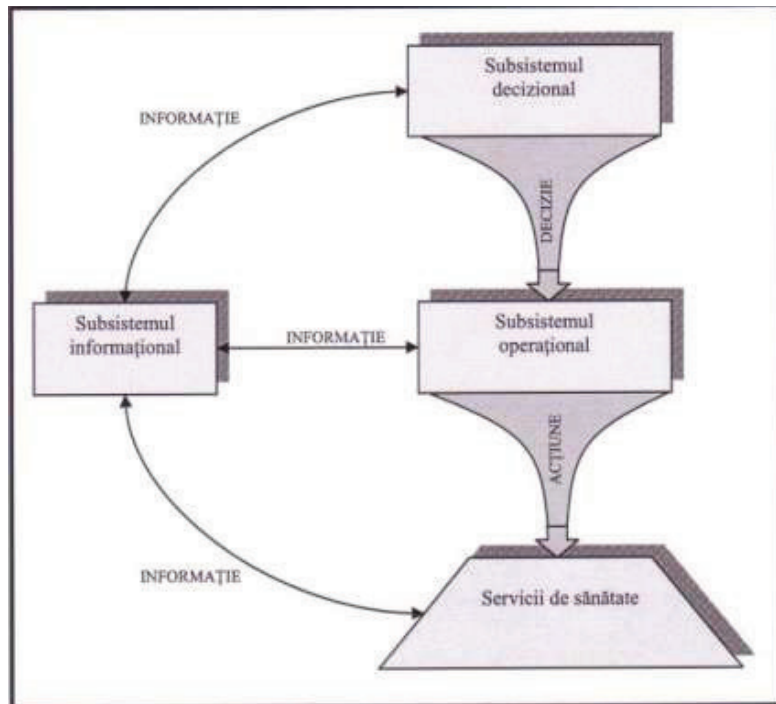 Subsistemul
decizional
INFORMAȚIE
DECIZIE
Subsistemul
informațional
INFORMAȚIE
Subsistemul
operațional
ACȚIUNE
INFORMAȚIE
Servicii de sănătate